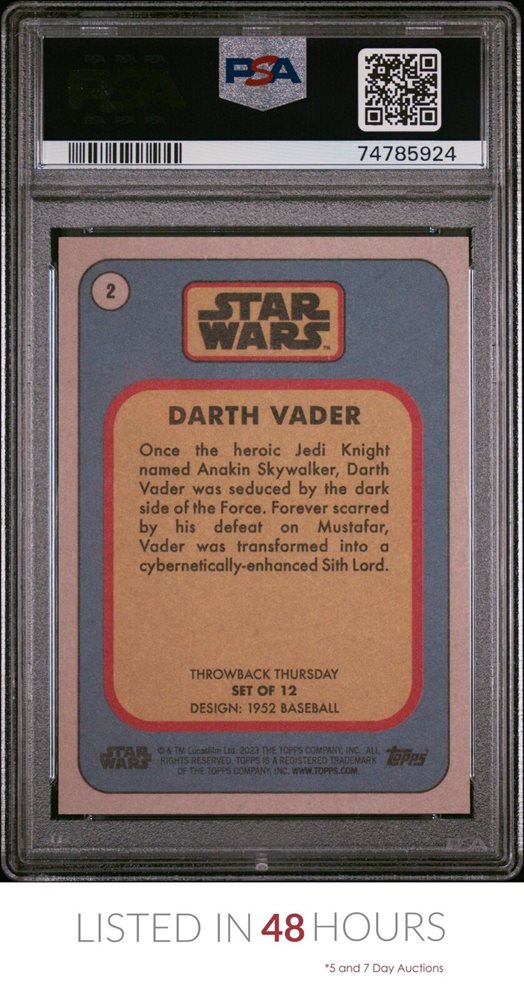 PSA
74785924
2
STAR
WARS™
DARTH VADER
Once the heroic Jedi Knight
named Anakin Skywalker, Darth
Vader was seduced by the dark
side of the Force. Forever scarred
by his defeat on Mustafar,
Vader was transformed into a
cybernetically-enhanced Sith Lord.
THROWBACK THURSDAY
SET OF 12
DESIGN: 1952 BASEBALL
STAR
WARS
© & TM Lucasfilm Ltd. 2023 THE TOPPS COMPANY, INC. ALL
RIGHTS RESERVED. TOPPS IS A REGISTERED TRADEMARK
OF THE TOPPS COMPANY, INC. WWW.TOPPS.COM.
topps
PSA
LISTED IN 48 HOURS
*5 and 7 Day Auctions